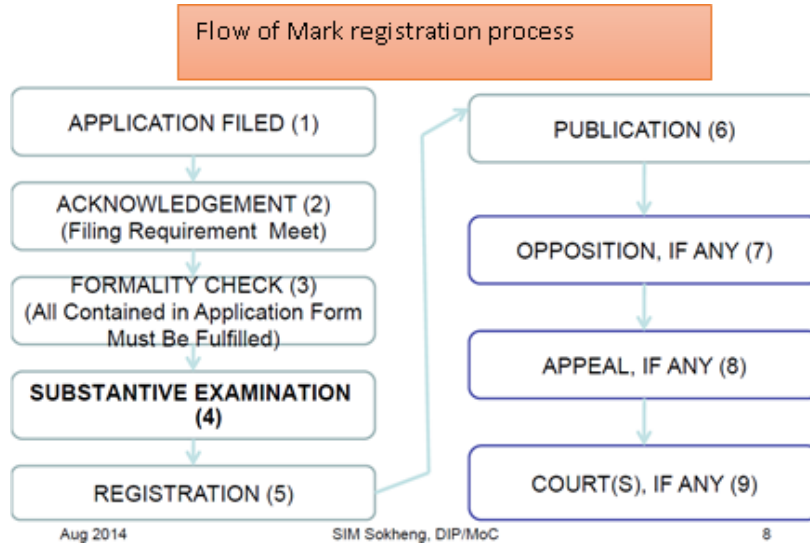 Flow of Mark registration process
APPLICATION FILED (1)
ACKNOWLEDGEMENT (2)
(Filing Requirement Meet)
FORMALITY CHECK (3)
(All Contained in Application Form
Must Be Fulfilled)
SUBSTANTIVE EXAMINATION
(4)
REGISTRATION (5)
PUBLICATION (6)
OPPOSITION, IF ANY (7)
APPEAL, IF ANY (8)
COURT(S), IF ANY (9)
Aug 2014
SIM Sokheng, DIP/MoC
8